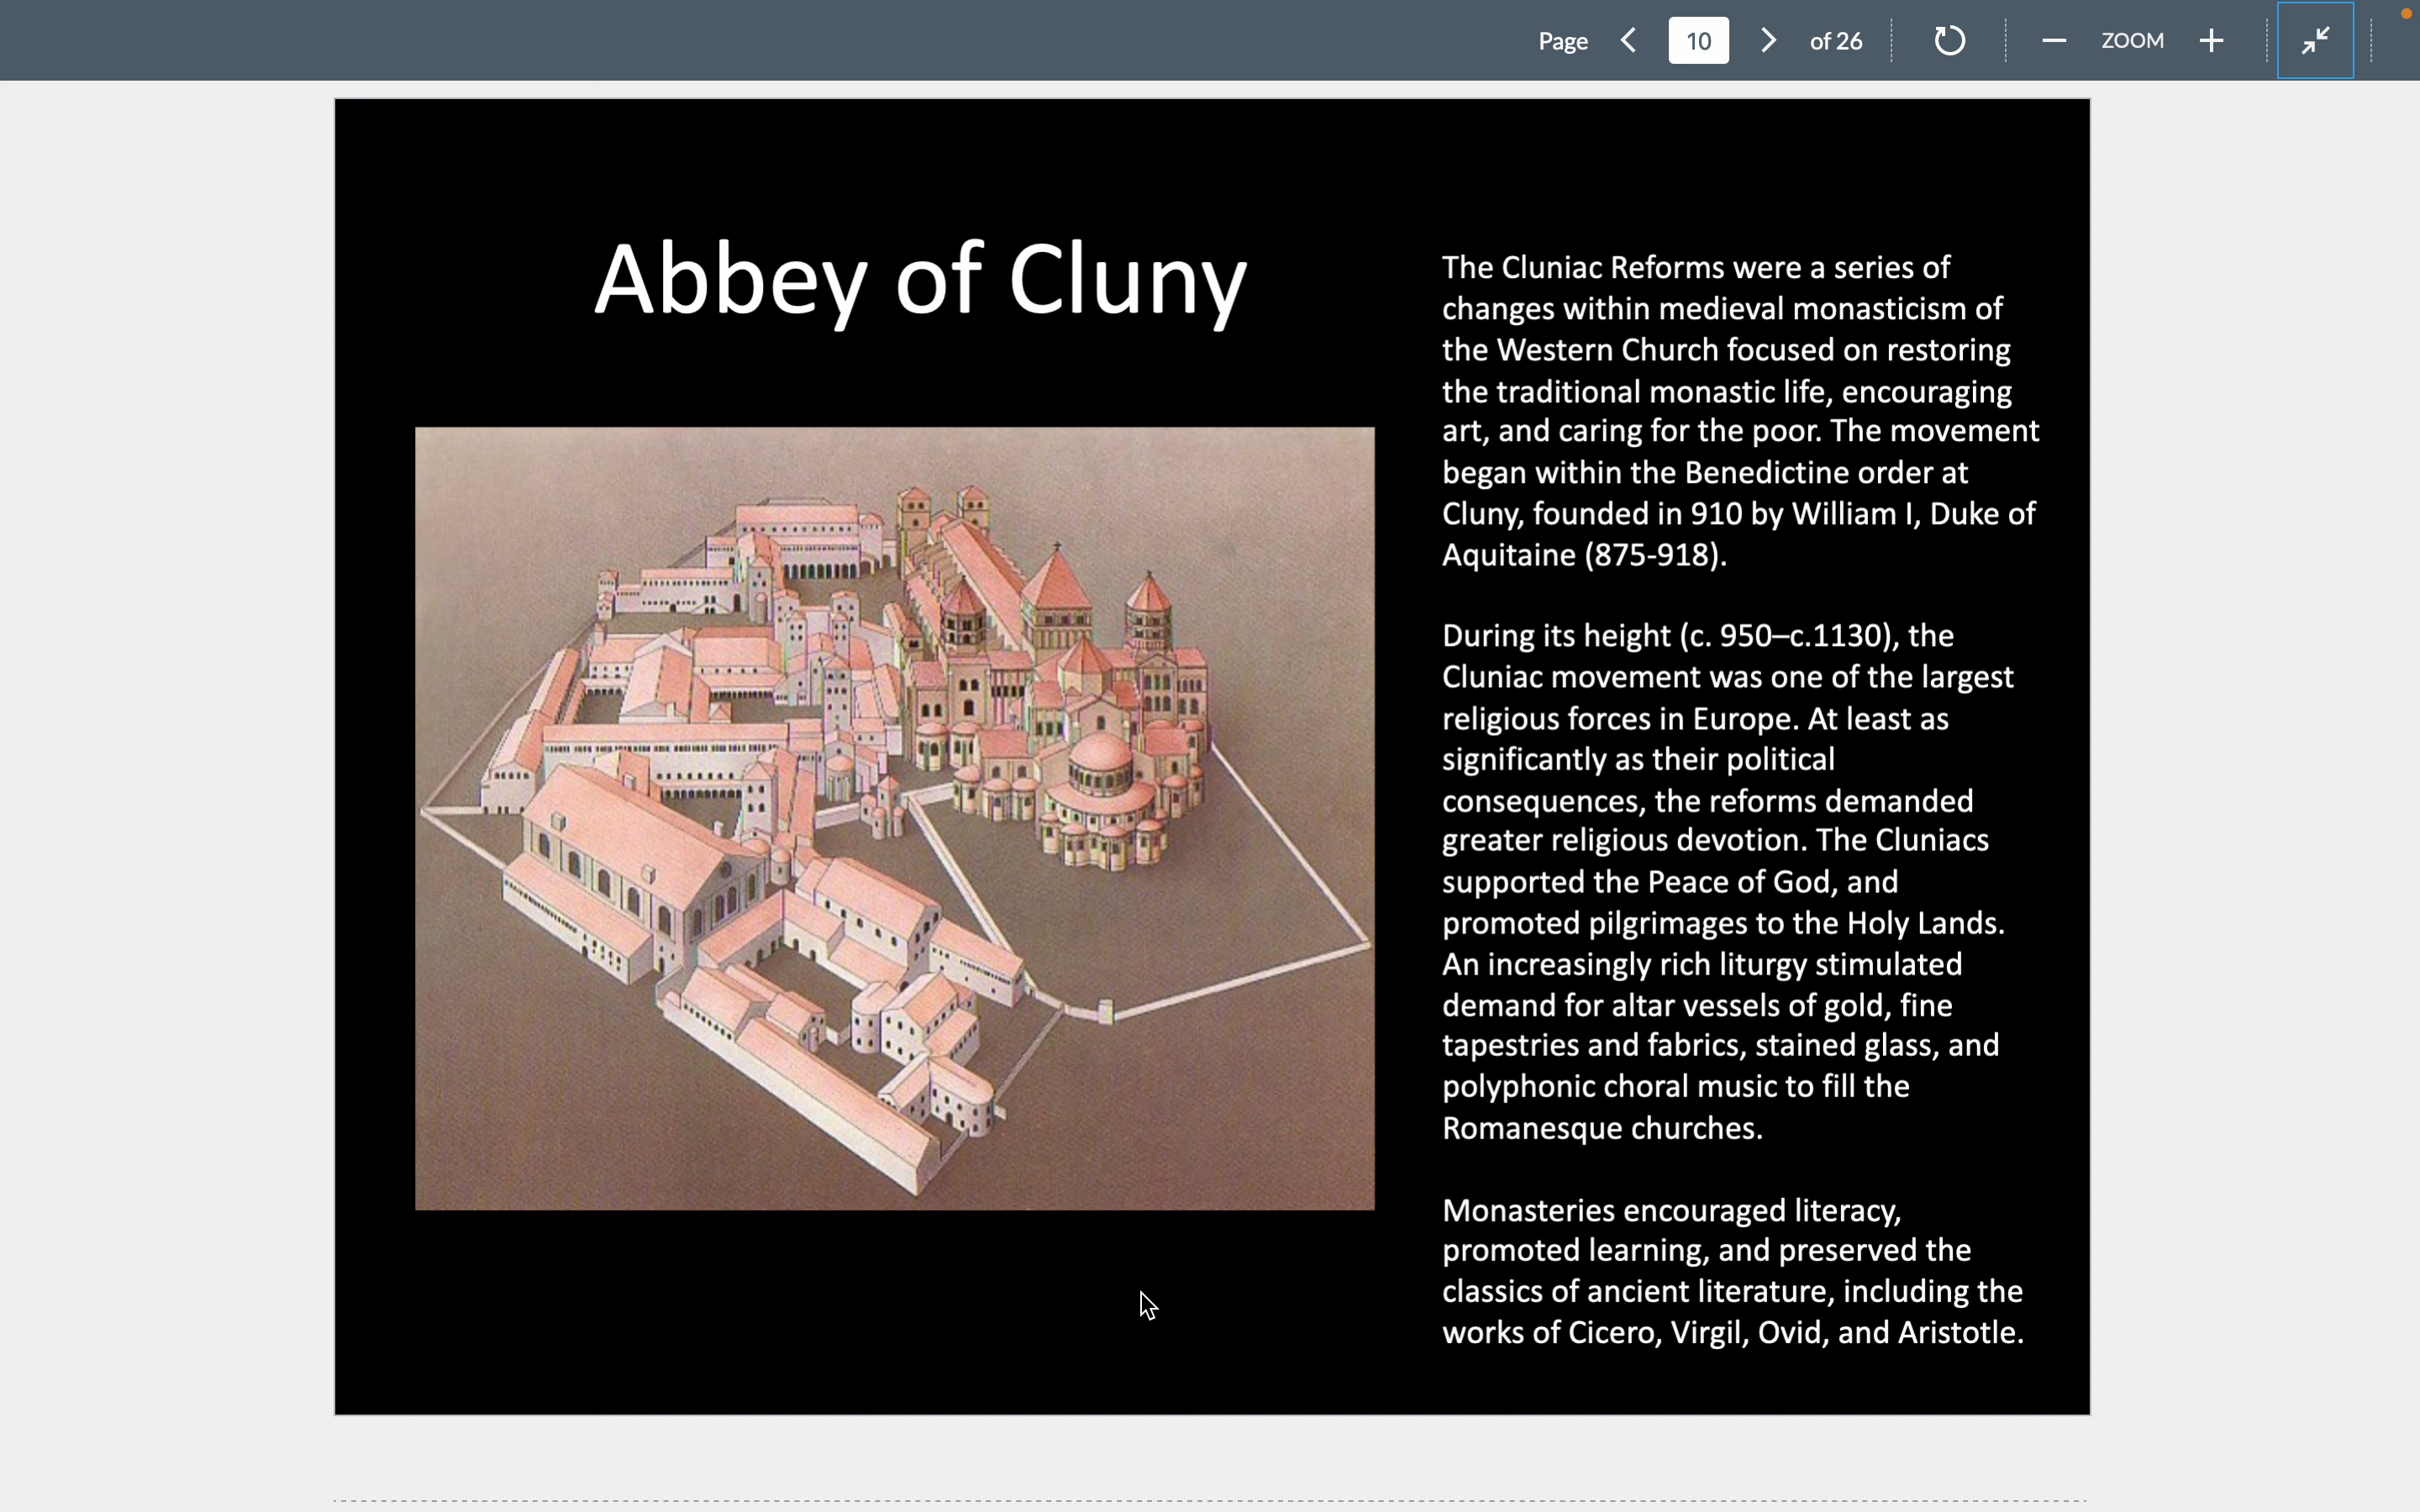 Page 10 of 26 ZOOM
Abbey of Cluny
The Cluniac Reforms were a series of
changes within medieval monasticism of
the Western Church focused on restoring
the traditional monastic life, encouraging
art, and caring for the poor. The movement
began within the Benedictine order at
Cluny, founded in 910 by William I, Duke of
Aquitaine (875-918).
During its height (c. 950–c.1130), the
Cluniac movement was one of the largest
religious forces in Europe. At least as
significantly as their political
consequences, the reforms demanded
greater religious devotion. The Cluniacs
supported the Peace of God, and
promoted pilgrimages to the Holy Lands.
An increasingly rich liturgy stimulated
demand for altar vessels of gold, fine
tapestries and fabrics, stained glass, and
polyphonic choral music to fill the
Romanesque churches.
Monasteries encouraged literacy,
promoted learning, and preserved the
classics of ancient literature, including the
works of Cicero, Virgil, Ovid, and Aristotle.